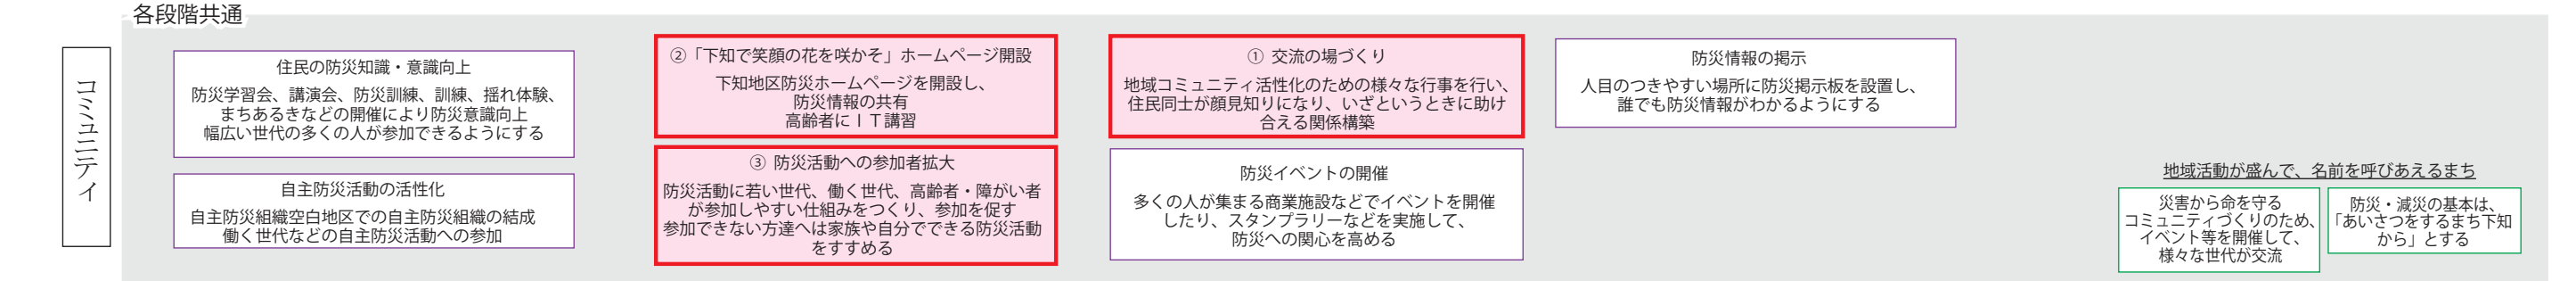 各段階共通
コミュニティ
住民の防災知識・意識向上
防災学習会、講演会、防災訓練、訓練、揺れ体験、
まちあるきなどの開催により防災意識向上
幅広い世代の多くの人が参加できるようにする
自主防災活動の活性化
自主防災組織空白地区での自主防災組織の結成
働く世代などの自主防災活動への参加
②「下知で笑顔の花を咲かそ」ホームページ開設
下知地区防災ホームページを開設し、
防災情報の共有
高齢者にＩＴ講習
③ 防災活動への参加者拡大
防災活動に若い世代、働く世代、高齢者・障がい者
が参加しやすい仕組みをつくり、参加を促す
参加できない方達へは家族や自分でできる防災活動
をすすめる
① 交流の場づくり
地域コミュニティ活性化のための様々な行事を行い、
住民同士が顔見知りになり、いざというときに助け
合える関係構築
防災イベントの開催
多くの人が集まる商業施設などでイベントを開催
したり、スタンプラリーなどを実施して、
防災への関心を高める
防災情報の掲示
人目のつきやすい場所に防災掲示板を設置し、
誰でも防災情報がわかるようにする
地域活動が盛んで、名前を呼びあえるまち
災害から命を守る
コミュニティづくりのため、
イベント等を開催して、
様々な世代が交流
防災・減災の基本は、
「あいさつをするまち下知
から」とする